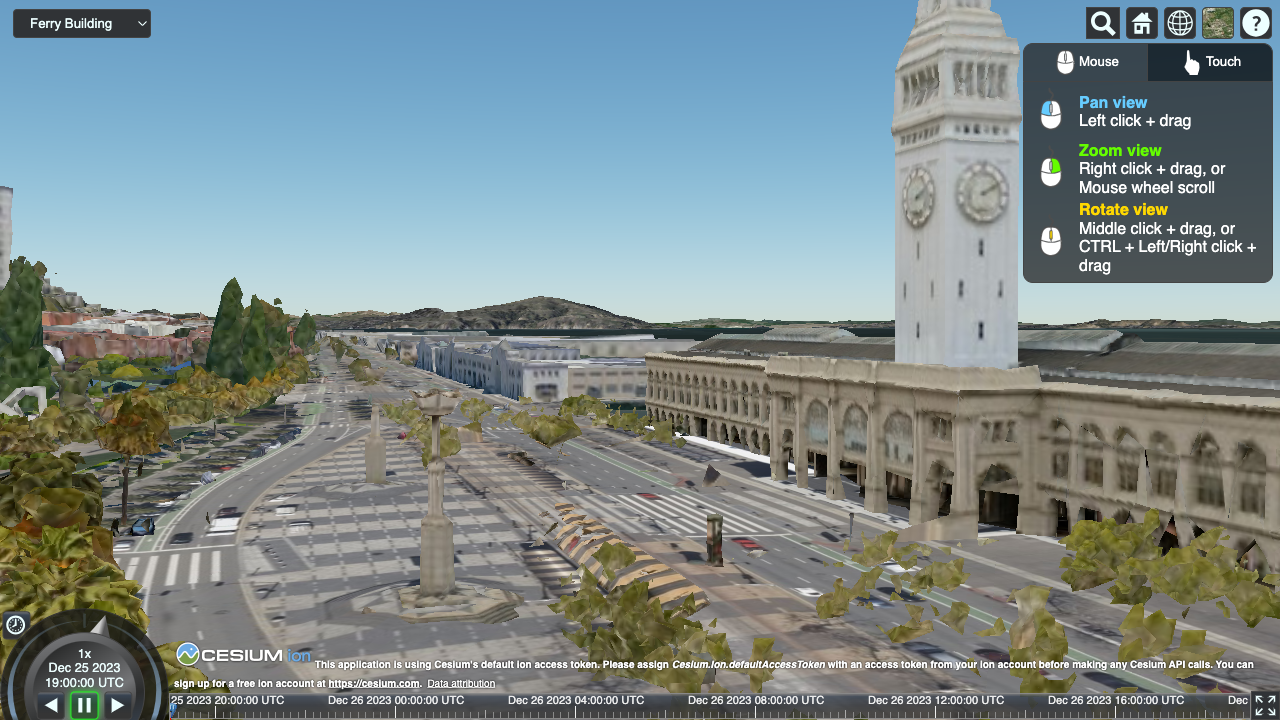 Ferry Building
Mouse
Touch
Pan view
Left click + drag
Zoom view
Right click + drag, or
Mouse wheel scroll
Rotate view
Middle click + drag, or
CTRL + Left/Right click +
drag
CESIUM ion
This application is using Cesium's default ion access token. Please assign Cesium.Ion.defaultAccessToken with an access token from your ion account before making any Cesium API calls. You can
sign up for a free ion account at https://cesium.com. Data attribution
1x
Dec 25 2023
19:00:00 UTC
25 2023 20:00:00 UTC
Dec 26 2023 00:00:00 UTC
Dec 26 2023 04:00:00 UTC
Dec 26 2023 08:00:00 UTC
Dec 26 2023 12:00:00 UTC
Dec 26 2023 16:00:00 UTC
Dec